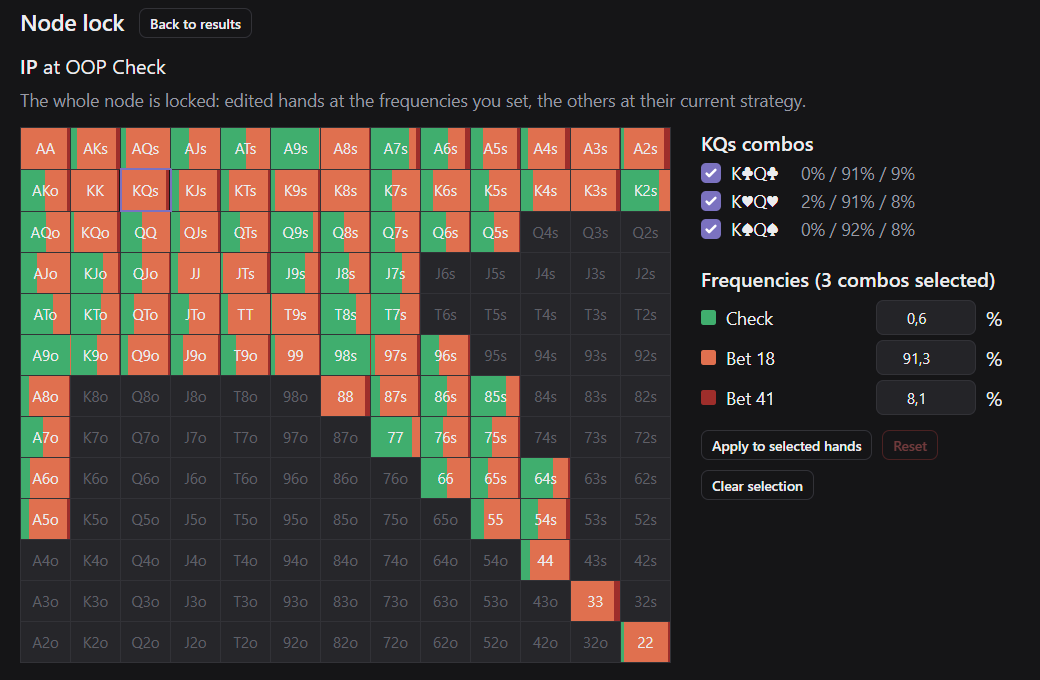 Node lock Back to results
IP at OOP Check
The whole node is locked: edited hands at the frequencies you set, the others at their current strategy.
AA AKs AQs AJs ATs A9s A8s A7s A6s A5s A4s A3s A2s
AKo KK KQs KJs KTs K9s K8s K7s K6s K5s K4s K3s K2s
AQo KQo QQ QJs QTs Q9s Q8s Q7s Q6s Q5s Q4s Q3s Q2s
AJo KJo QJo JJ JTs J9s J8s J7s J6s J5s J4s J3s J2s
ATo KTo QTo JTo TT T9s T8s T7s T6s T5s T4s T3s T2s
A9o K9o Q9o J9o T9o 99 98s 97s 96s 95s 94s 93s 92s
A8o K8o Q8o J8o T8o 98o 88 87s 86s 85s 84s 83s 82s
A7o K7o Q7o J7o T7o 97o 87o 77 76s 75s 74s 73s 72s
A6o K6o Q6o J6o T6o 96o 86o 76o 66 65s 64s 63s 62s
A5o K5o Q5o J5o T5o 95o 85o 75o 65o 55 54s 53s 52s
A4o K4o Q4o J4o T4o 94o 84o 74o 64o 54o 44 43s 42s
A3o K3o Q3o J3o T3o 93o 83o 73o 63o 53o 43o 33 32s
A2o K2o Q2o J2o T2o 92o 82o 72o 62o 52o 42o 32o 22
KQs combos
K♣Q♣ 0% / 91% / 9%
K♥Q♥ 2% / 91% / 8%
K♠Q♠ 0% / 92% / 8%
Frequencies (3 combos selected)
Check 0,6 %
Bet 18 91,3 %
Bet 41 8,1 %
Apply to selected hands Reset
Clear selection